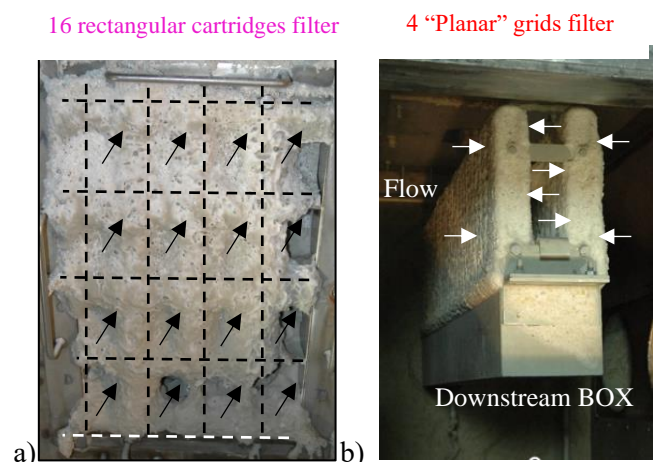 16 rectangular cartridges filter
4 “Planar” grids filter
Flow
Downstream BOX
a)
b)